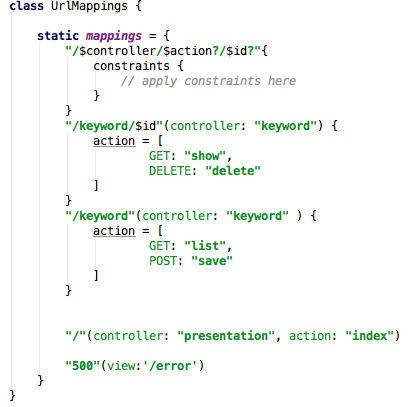 class UrlMappings {
static mappings = {
"/$controller/$action?/$id?"{
constraints {
// apply constraints here
}
}
"/keyword/$id"(controller: "keyword") {
action = [
GET: "show",
DELETE: "delete"
]
}
"/keyword"(controller: "keyword" ) {
action = [
GET: "list",
POST: "save"
]
}
"/"(controller: "presentation", action: "index")
"500"(view:'/error')
}
}